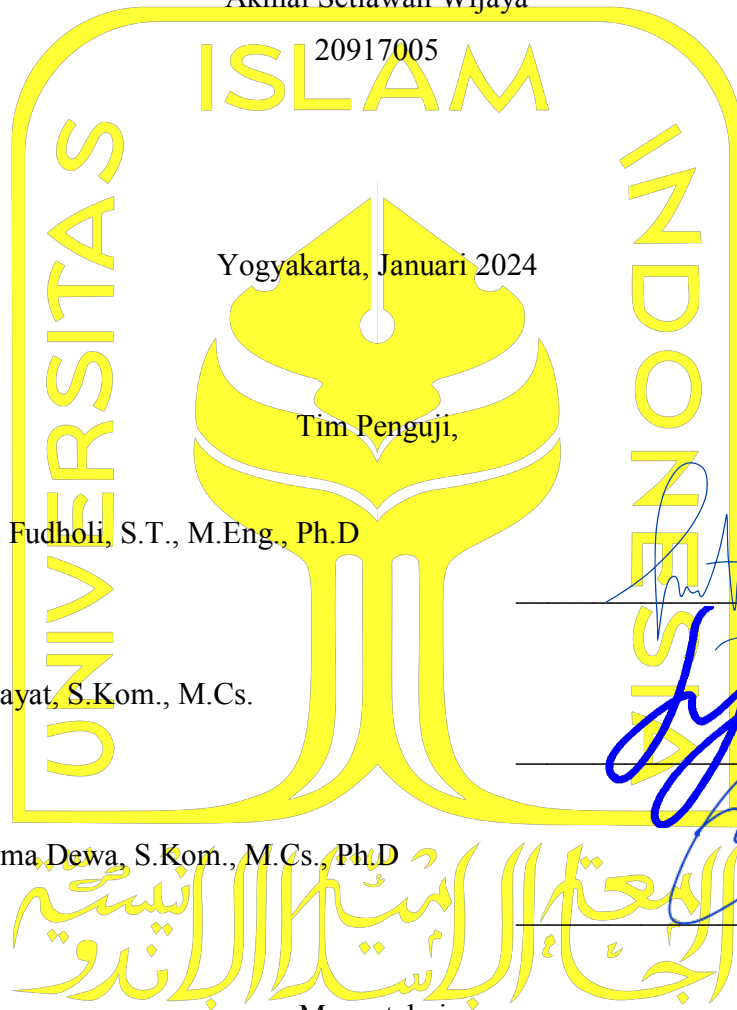 Akmal Setiawan Wijaya
20917005
ISLAM
UNIVERSITAS
INDONESIA
Yogyakarta, Januari 2024
Tim Penguji,
Fudholi, S.T., M.Eng., Ph.D
ayat, S.Kom., M.Cs.
ma Dewa, S.Kom., M.Cs., Ph.D